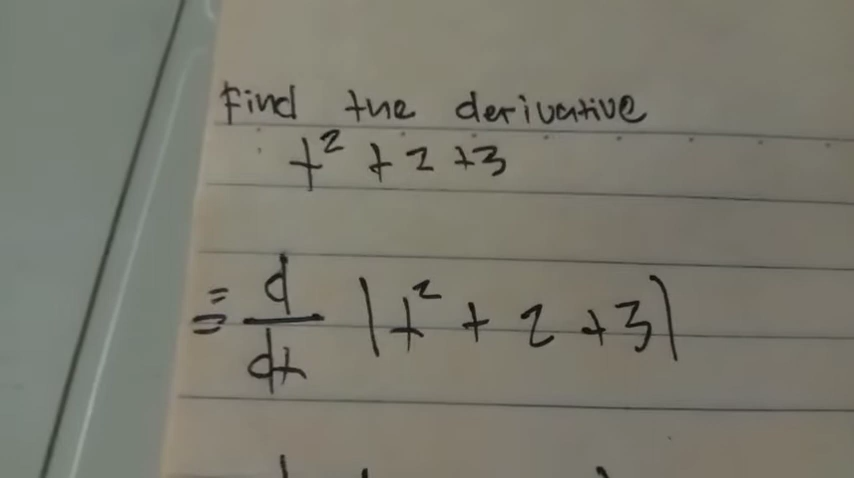 Find the derivative
t² + 2 + 3
= d/dt (t² + 2 + 3)